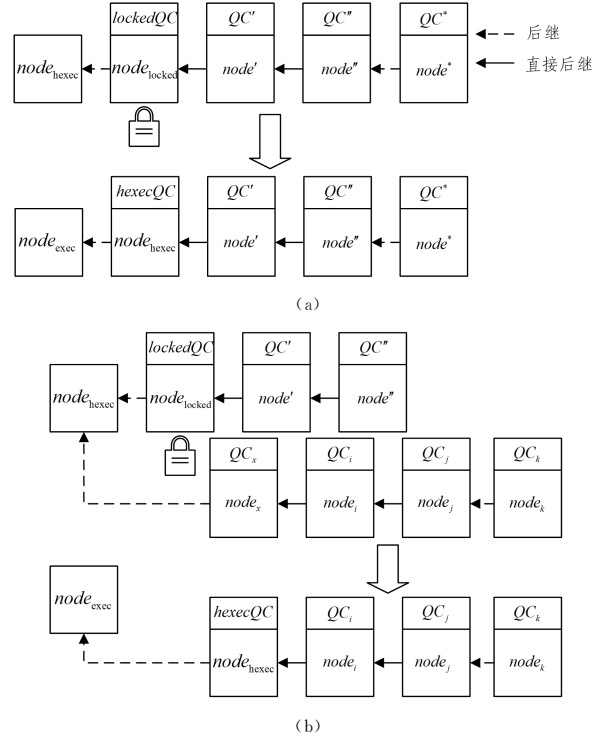 lockedQC QC′ QC″ QC* 后继
node_hexec node_locked node′ node″ node* 直接后继
hexecQC QC′ QC″ QC*
node_exec node_hexec node′ node″ node*
(a)
lockedQC QC′ QC″
node_hexec node_locked node′ node″
QC_x QC_i QC_j QC_k
node_x node_i node_j node_k
node_exec
hexecQC QC_i QC_j QC_k
node_hexec node_i node_j node_k
(b)